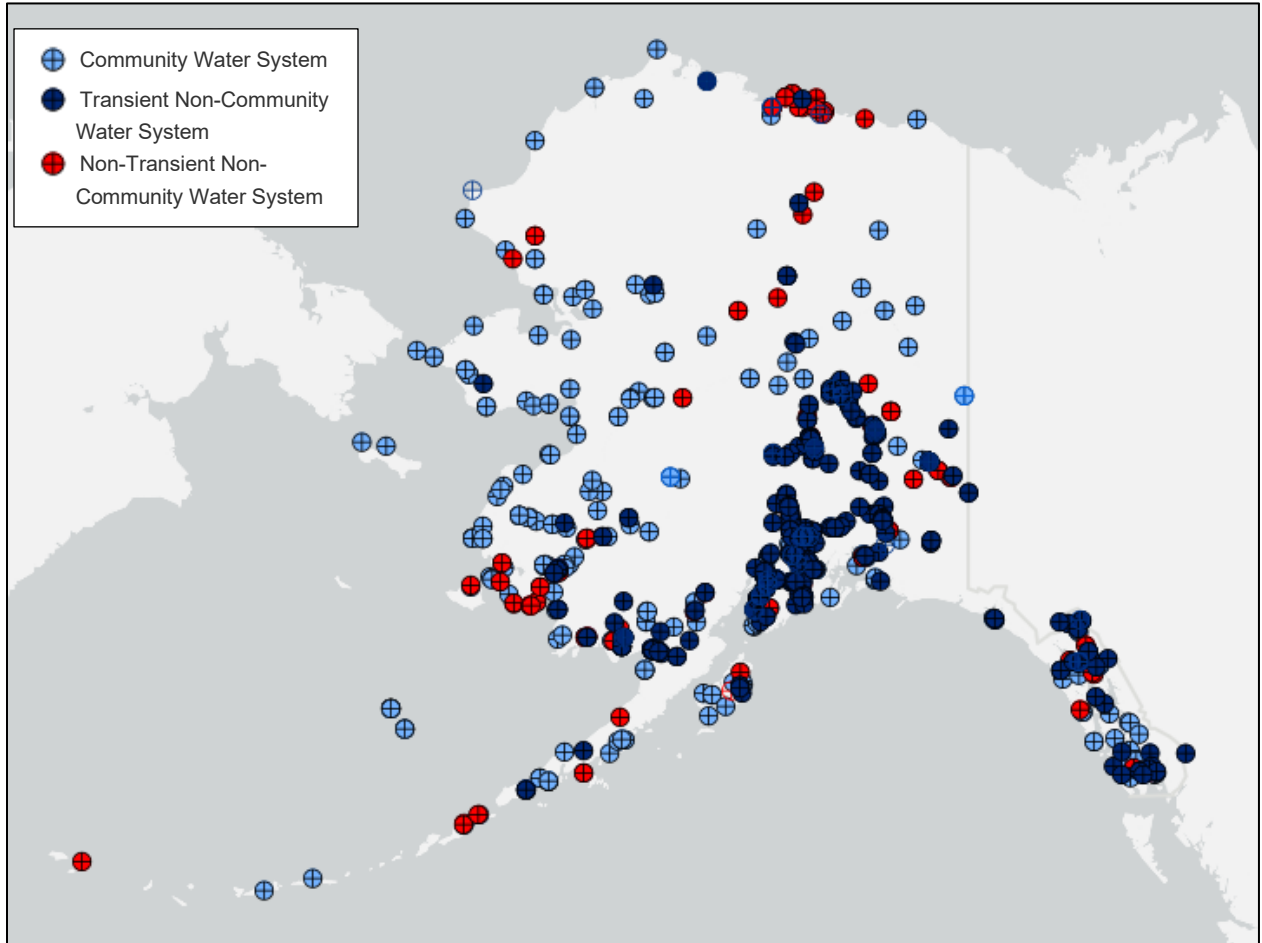 Community Water System
Transient Non-Community
Water System
Non-Transient Non-
Community Water System